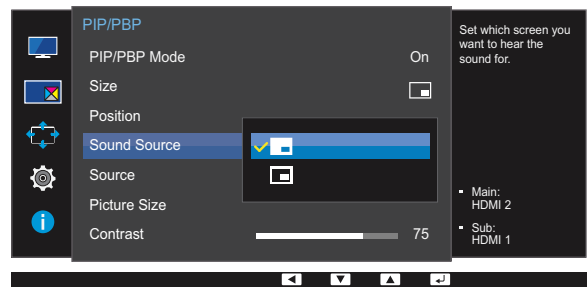 PIP/PBP
PIP/PBP Mode On
Size
Position
Sound Source
Source
Picture Size
Contrast 75
Set which screen you
want to hear the
sound for.
Main:
HDMI 2
Sub:
HDMI 1